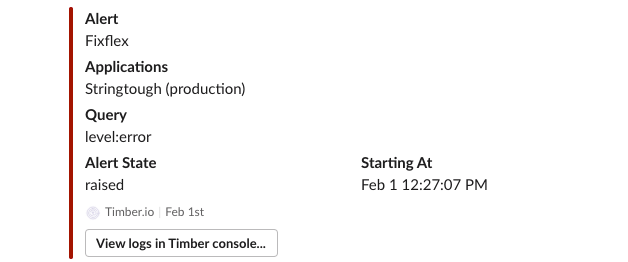 Alert
Fixflex
Applications
Stringtough (production)
Query
level:error
Alert State Starting At
raised Feb 1 12:27:07 PM
Timber.io | Feb 1st
View logs in Timber console...